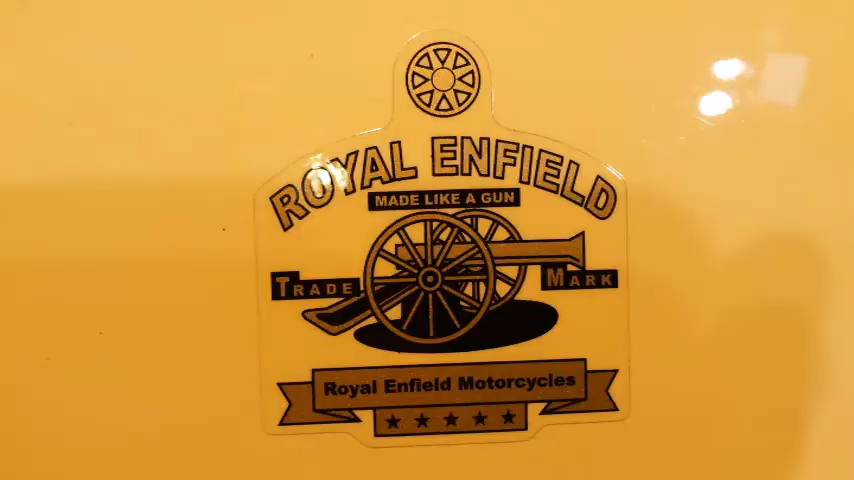 ROYAL ENFIELD
MADE LIKE A GUN
TRADE MARK
Royal Enfield Motorcycles